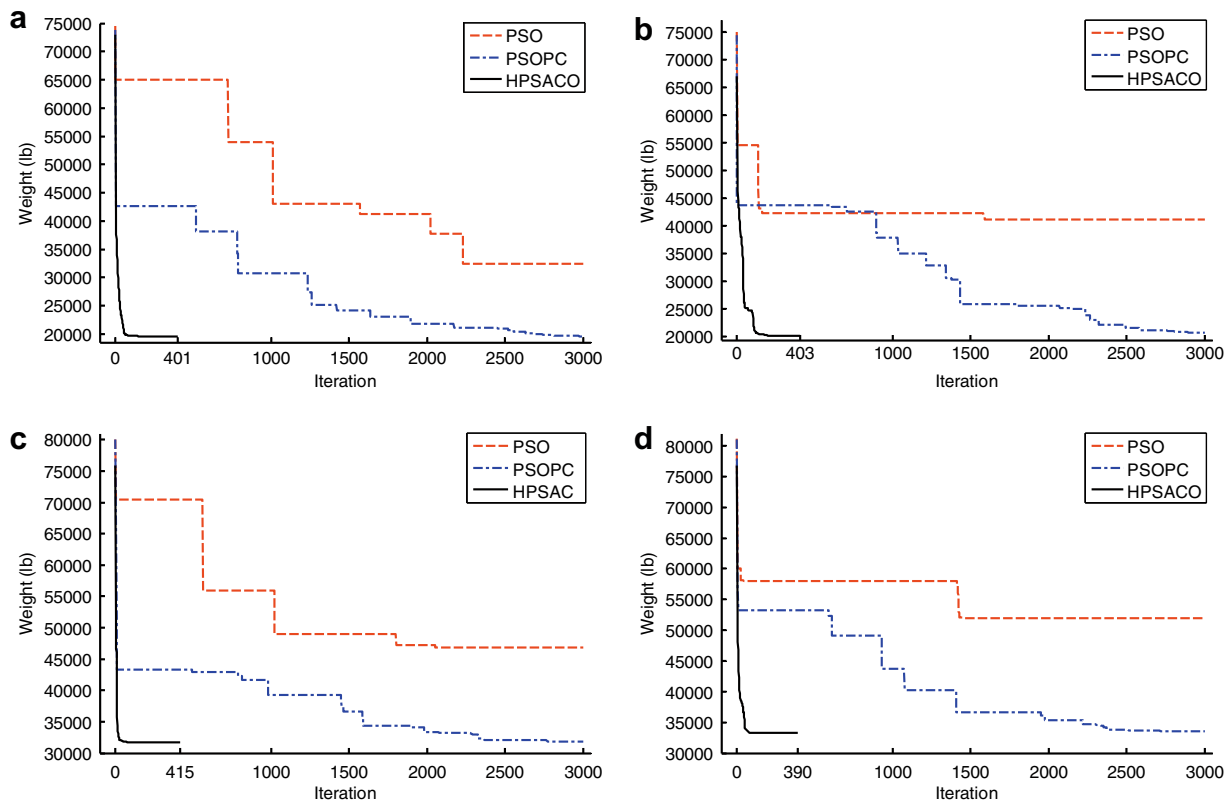 a
75000
70000
65000
60000
55000
50000
45000
40000
35000
30000
25000
20000
Weight (lb)
0 401 1000 1500 2000 2500 3000
Iteration
PSO
PSOPC
HPSACO
b
75000
70000
65000
60000
55000
50000
45000
40000
35000
30000
25000
20000
Weight (lb)
0 403 1000 1500 2000 2500 3000
Iteration
PSO
PSOPC
HPSACO
c
80000
75000
70000
65000
60000
55000
50000
45000
40000
35000
30000
Weight (lb)
0 415 1000 1500 2000 2500 3000
Iteration
PSO
PSOPC
HPSAC
d
80000
75000
70000
65000
60000
55000
50000
45000
40000
35000
30000
Weight (lb)
0 390 1000 1500 2000 2500 3000
Iteration
PSO
PSOPC
HPSACO